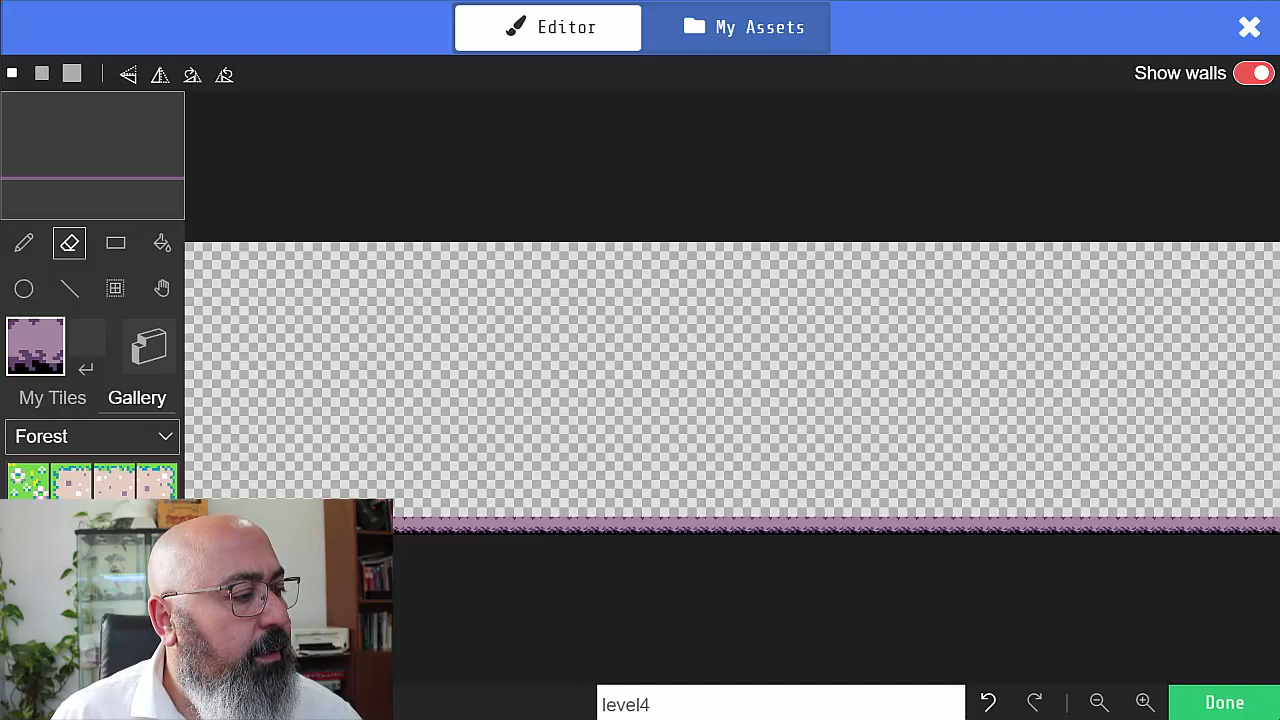 Editor
My Assets
Show walls
My Tiles
Gallery
Forest
level4
Done